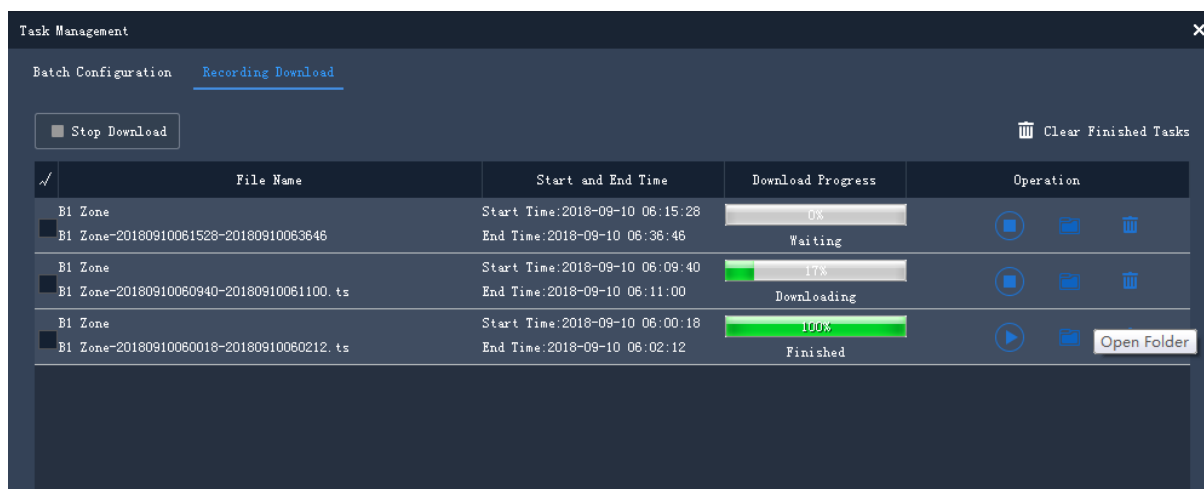 Task Management
Batch Configuration Recording Download
Stop Download Clear Finished Tasks
File Name Start and End Time Download Progress Operation
B1 Zone Start Time:2018-09-10 06:15:28 0%
B1 Zone-20180910061528-20180910063646 End Time:2018-09-10 06:36:46 Waiting
B1 Zone Start Time:2018-09-10 06:09:40 17%
B1 Zone-20180910060940-20180910061100.ts End Time:2018-09-10 06:11:00 Downloading
B1 Zone Start Time:2018-09-10 06:00:18 100%
B1 Zone-20180910060018-20180910060212.ts End Time:2018-09-10 06:02:12 Finished
Open Folder